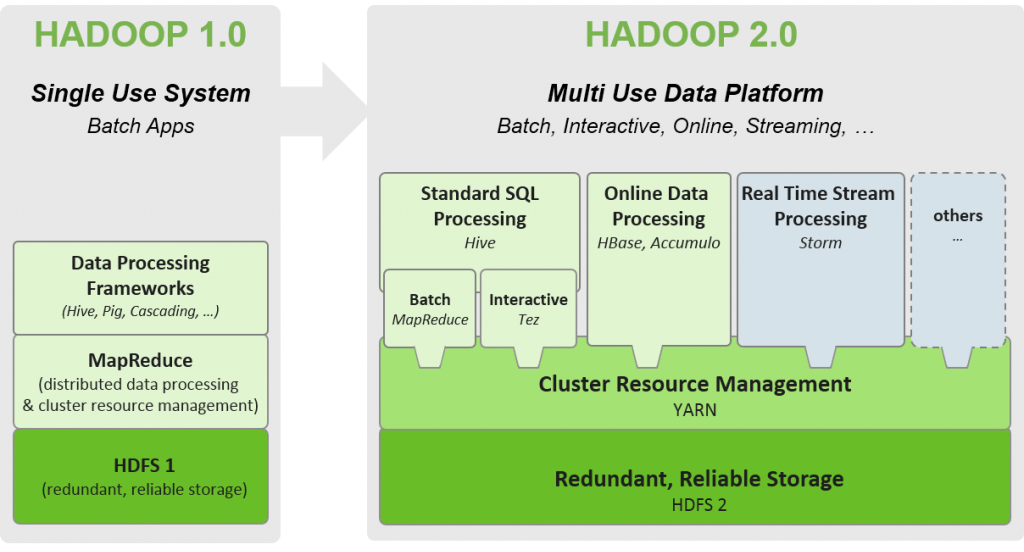 HADOOP 1.0
Single Use System
Batch Apps
Data Processing
Frameworks
(Hive, Pig, Cascading, …)
MapReduce
(distributed data processing
& cluster resource management)
HDFS 1
(redundant, reliable storage)
HADOOP 2.0
Multi Use Data Platform
Batch, Interactive, Online, Streaming, …
Standard SQL
Processing
Hive
Batch
MapReduce
Interactive
Tez
Online Data
Processing
HBase, Accumulo
Real Time Stream
Processing
Storm
others
…
Cluster Resource Management
YARN
Redundant, Reliable Storage
HDFS 2